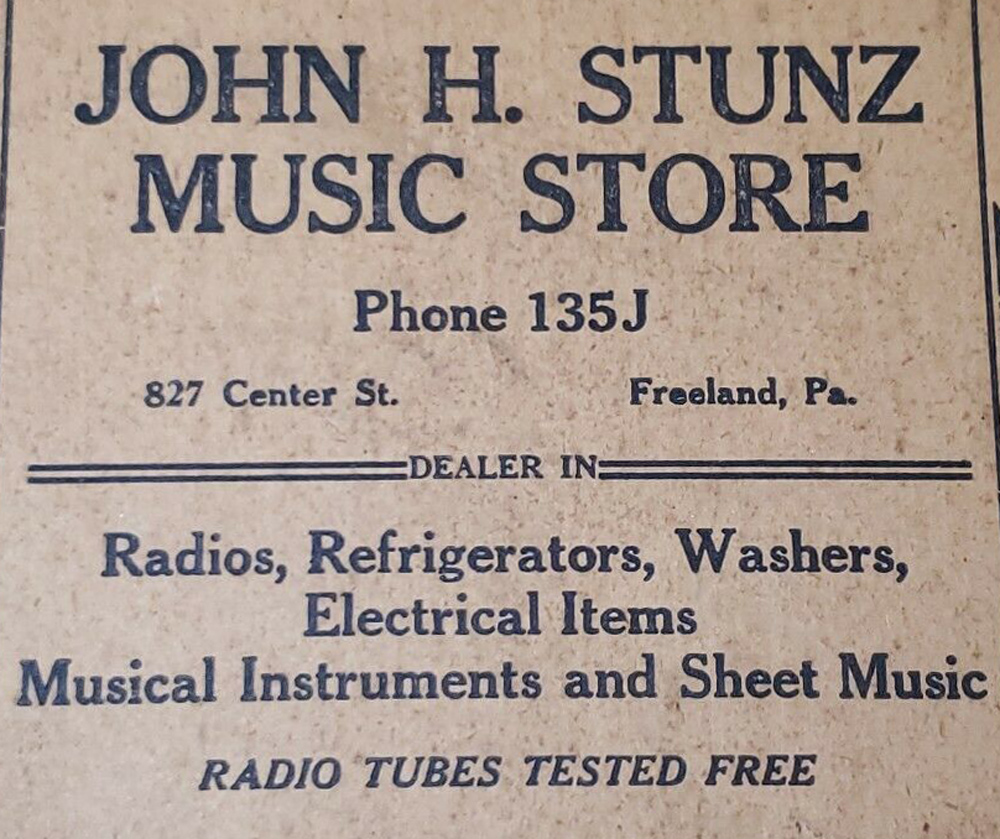 JOHN H. STUNZ
MUSIC STORE
Phone 135J
827 Center St. Freeland, Pa.
DEALER IN
Radios, Refrigerators, Washers,
Electrical Items
Musical Instruments and Sheet Music
RADIO TUBES TESTED FREE